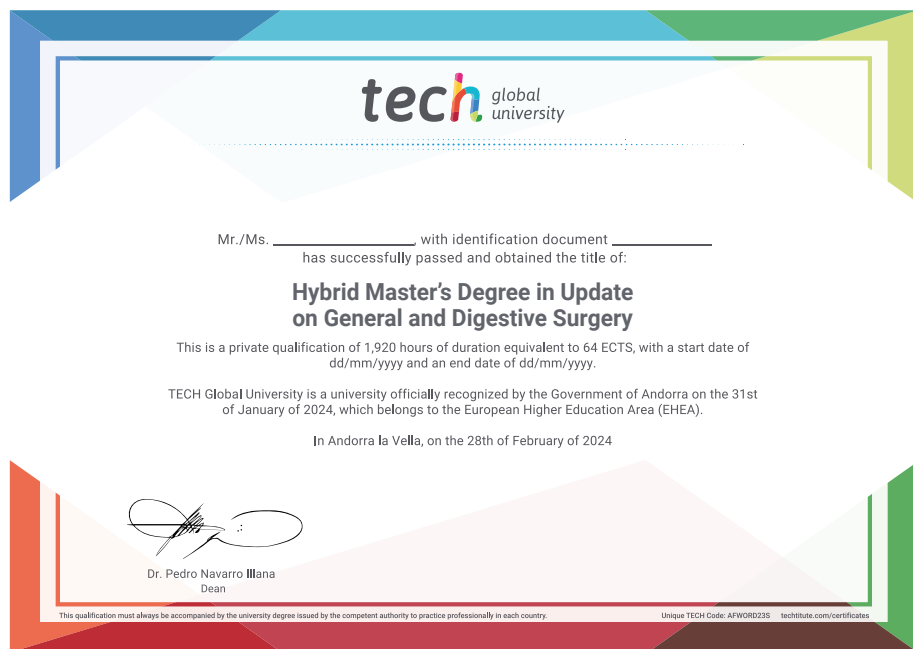 tech global
university
Mr./Ms. ________________, with identification document ____________
has successfully passed and obtained the title of:
Hybrid Master's Degree in Update
on General and Digestive Surgery
This is a private qualification of 1,920 hours of duration equivalent to 64 ECTS, with a start date of
dd/mm/yyyy and an end date of dd/mm/yyyy.
TECH Global University is a university officially recognized by the Government of Andorra on the 31st
of January of 2024, which belongs to the European Higher Education Area (EHEA).
In Andorra la Vella, on the 28th of February of 2024
Dr. Pedro Navarro Illana
Dean
This qualification must always be accompanied by the university degree issued by the competent authority to practice professionally in each country. Unique TECH Code: AFWORD23S techtitute.com/certificates